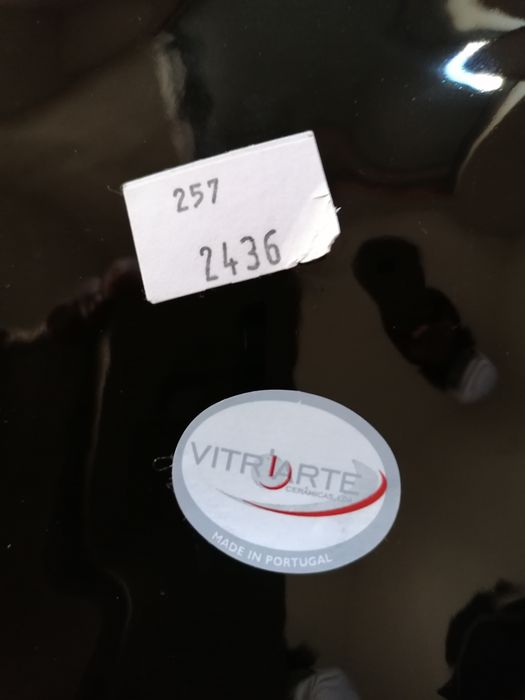 257
2436
VITRIARTE
CERÂMICAS, LDA
MADE IN PORTUGAL